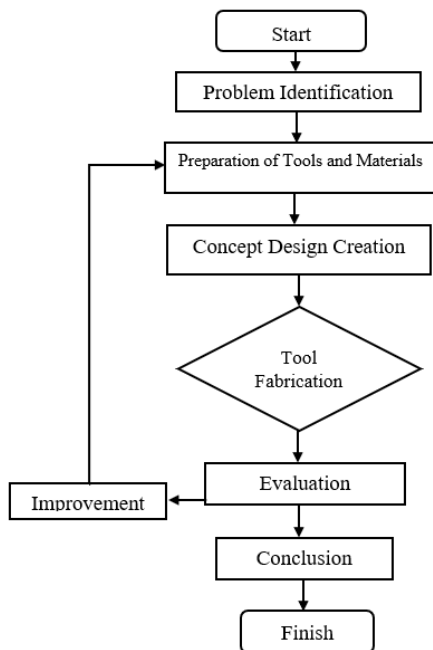 Start
Problem Identification
Preparation of Tools and Materials
Concept Design Creation
Tool
Fabrication
Evaluation
Improvement
Conclusion
Finish